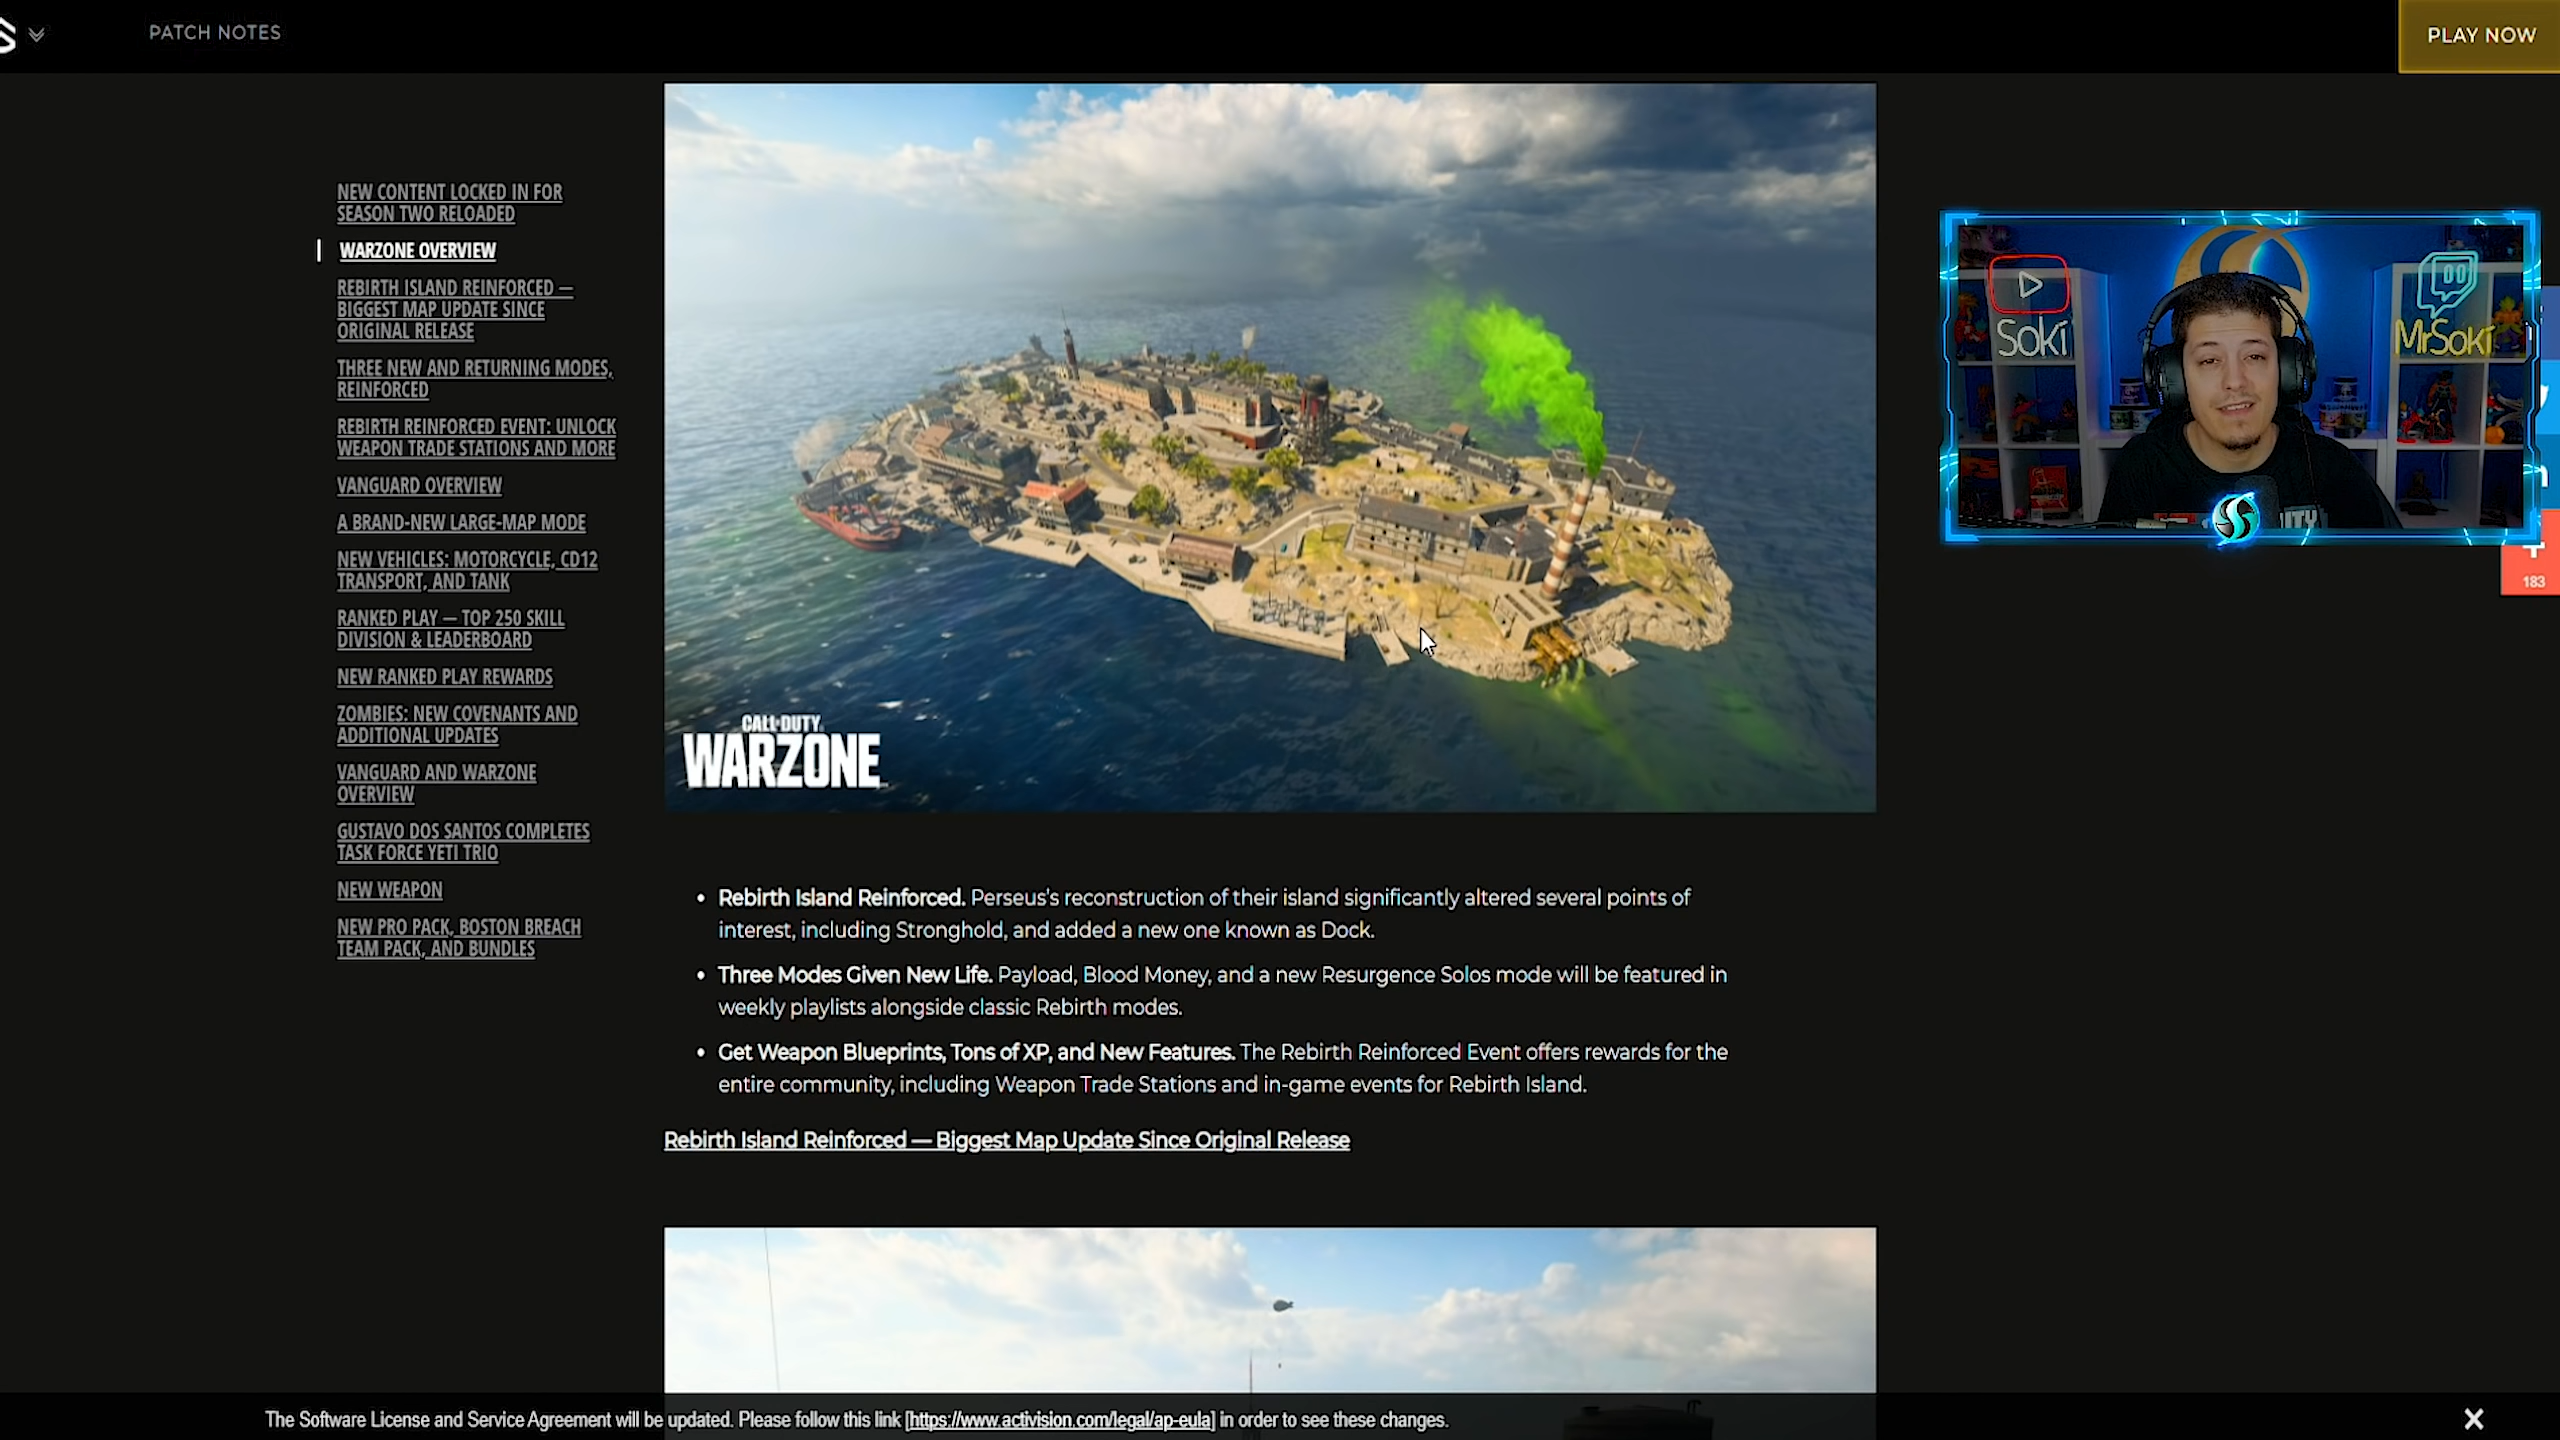 PATCH NOTES
PLAY NOW
NEW CONTENT LOCKED IN FOR
SEASON TWO RELOADED
WARZONE OVERVIEW
REBIRTH ISLAND REINFORCED —
BIGGEST MAP UPDATE SINCE
ORIGINAL RELEASE
THREE NEW AND RETURNING MODES,
REINFORCED
REBIRTH REINFORCED EVENT: UNLOCK
WEAPON TRADE STATIONS AND MORE
VANGUARD OVERVIEW
A BRAND-NEW LARGE-MAP MODE
NEW VEHICLES: MOTORCYCLE, CD12
TRANSPORT, AND TANK
RANKED PLAY — TOP 250 SKILL
DIVISION & LEADERBOARD
NEW RANKED PLAY REWARDS
ZOMBIES: NEW COVENANTS AND
ADDITIONAL UPDATES
VANGUARD AND WARZONE
OVERVIEW
GUSTAVO DOS SANTOS COMPLETES
TASK FORCE YETI TRIO
NEW WEAPON
NEW PRO PACK, BOSTON BREACH
TEAM PACK, AND BUNDLES
CALL OF DUTY
WARZONE
Soki
MrSoki
183
• Rebirth Island Reinforced. Perseus's reconstruction of their island significantly altered several points of
interest, including Stronghold, and added a new one known as Dock.
• Three Modes Given New Life. Payload, Blood Money, and a new Resurgence Solos mode will be featured in
weekly playlists alongside classic Rebirth modes.
• Get Weapon Blueprints, Tons of XP, and New Features. The Rebirth Reinforced Event offers rewards for the
entire community, including Weapon Trade Stations and in-game events for Rebirth Island.
Rebirth Island Reinforced — Biggest Map Update Since Original Release
The Software License and Service Agreement will be updated. Please follow this link [https://www.activision.com/legal/ap-eula] in order to see these changes.